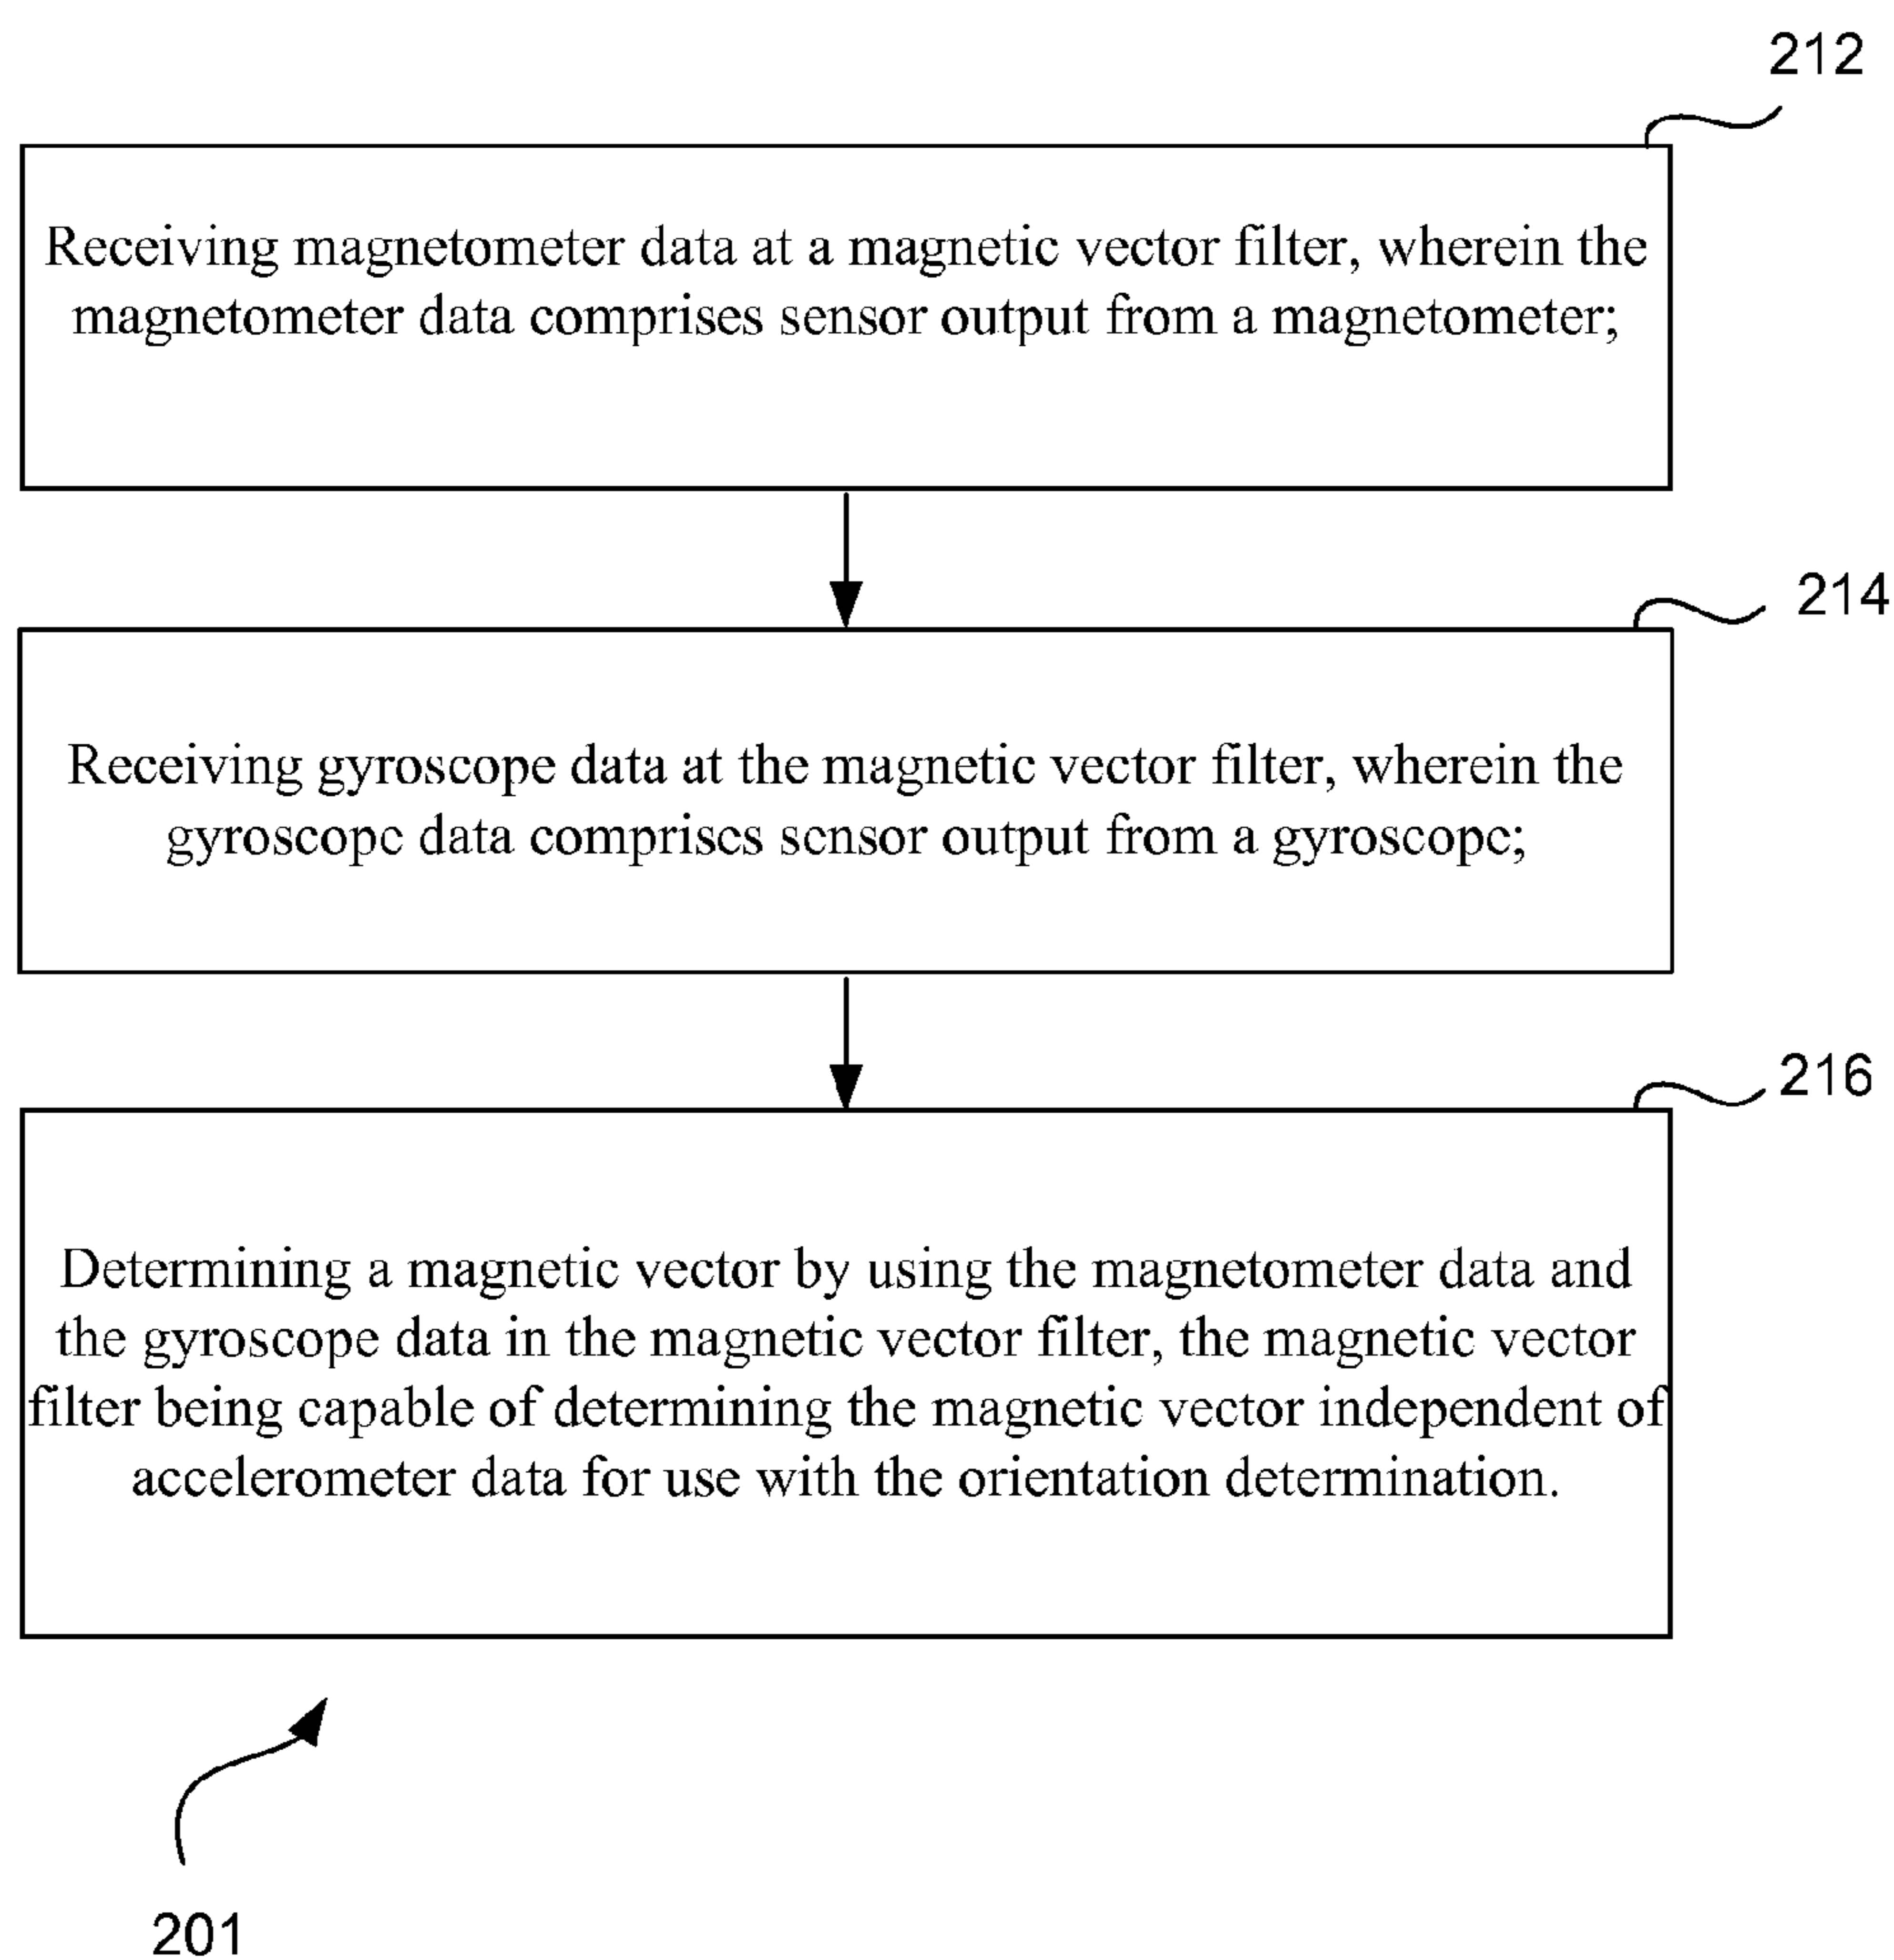 212
Receiving magnetometer data at a magnetic vector filter, wherein the
magnetometer data comprises sensor output from a magnetometer;
214
Receiving gyroscope data at the magnetic vector filter, wherein the
gyroscope data comprises sensor output from a gyroscope;
216
Determining a magnetic vector by using the magnetometer data and
the gyroscope data in the magnetic vector filter, the magnetic vector
filter being capable of determining the magnetic vector independent of
accelerometer data for use with the orientation determination.
201